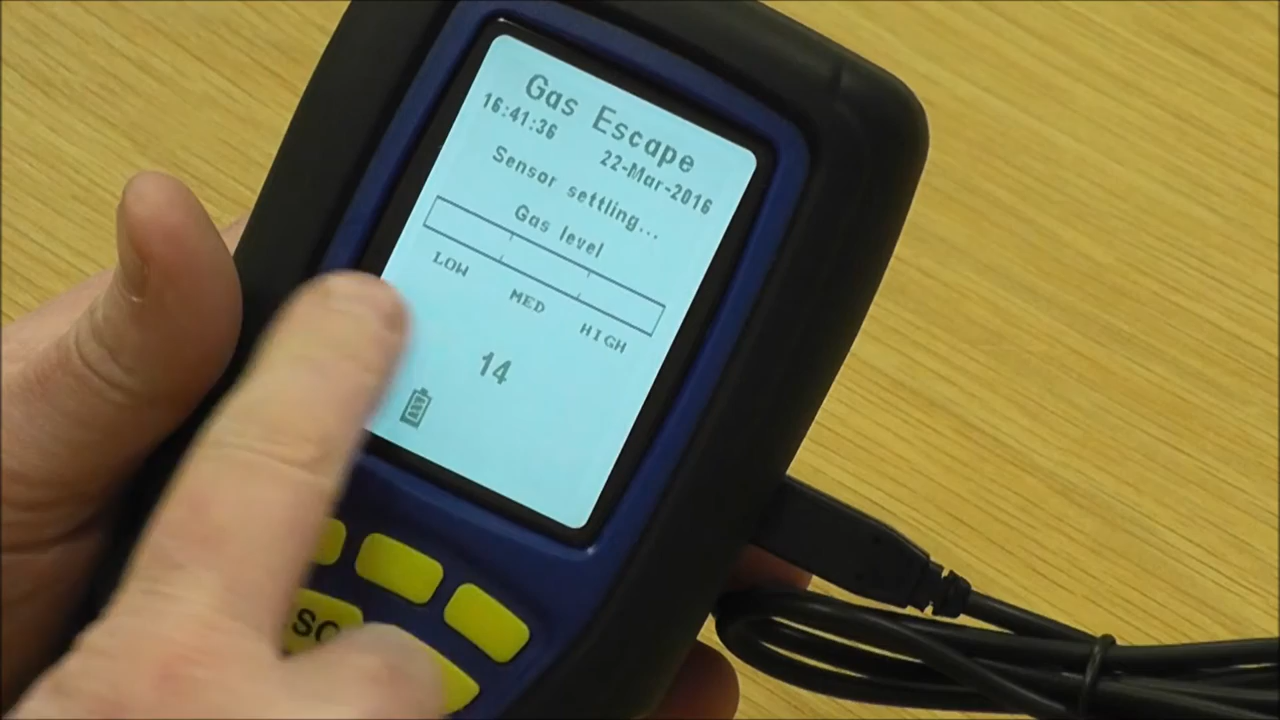 Gas Escape
16:41:36 22-Mar-2016
Sensor settling...
Gas level
LOW MED HIGH
14